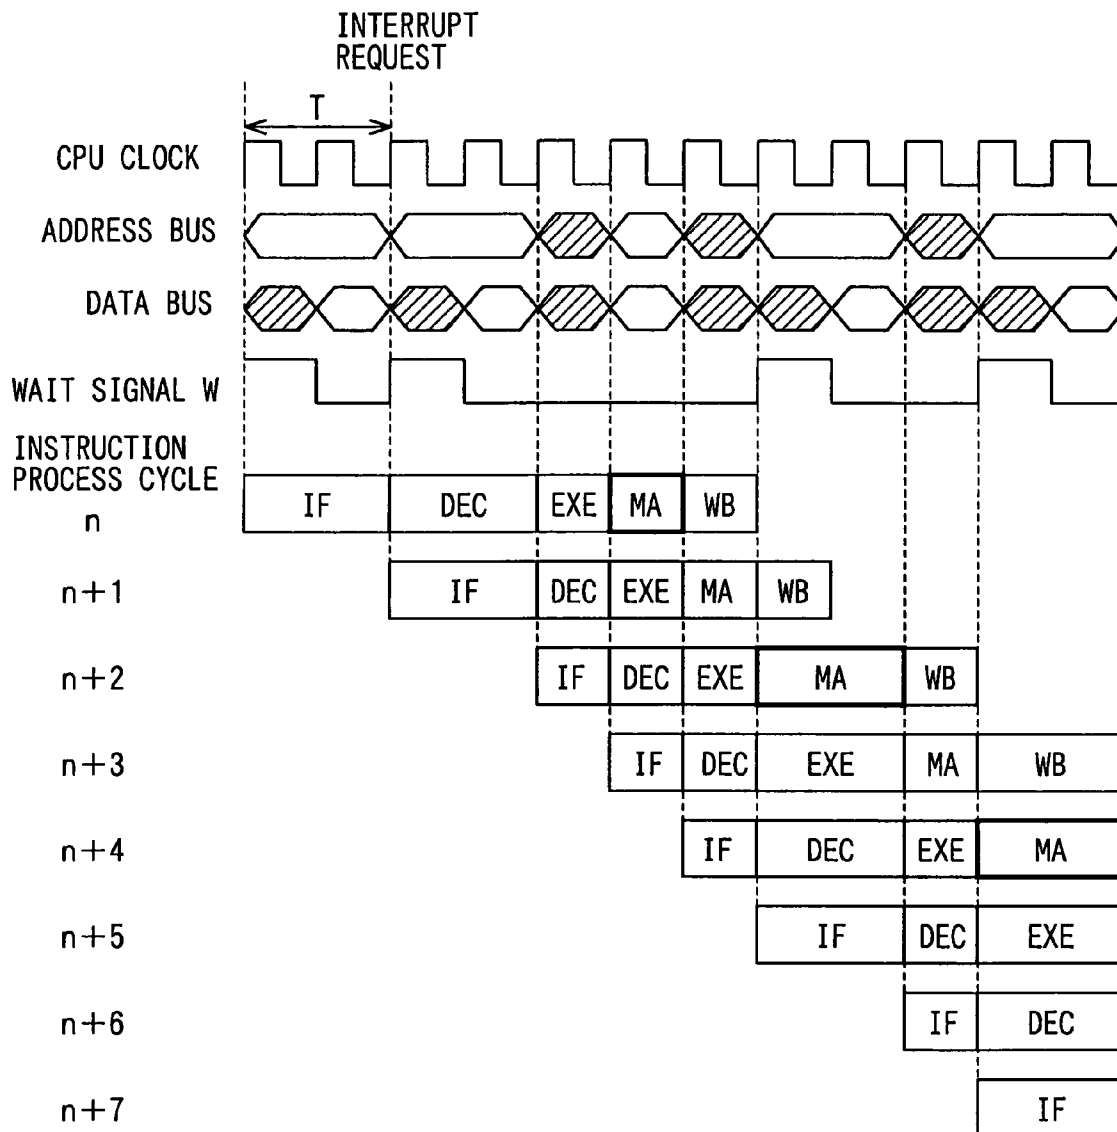 INTERRUPT
REQUEST
T
CPU CLOCK
ADDRESS BUS
DATA BUS
WAIT SIGNAL W
INSTRUCTION
PROCESS CYCLE
n IF DEC EXE MA WB
n+1 IF DEC EXE MA WB
n+2 IF DEC EXE MA WB
n+3 IF DEC EXE MA WB
n+4 IF DEC EXE MA
n+5 IF DEC EXE
n+6 IF DEC
n+7 IF